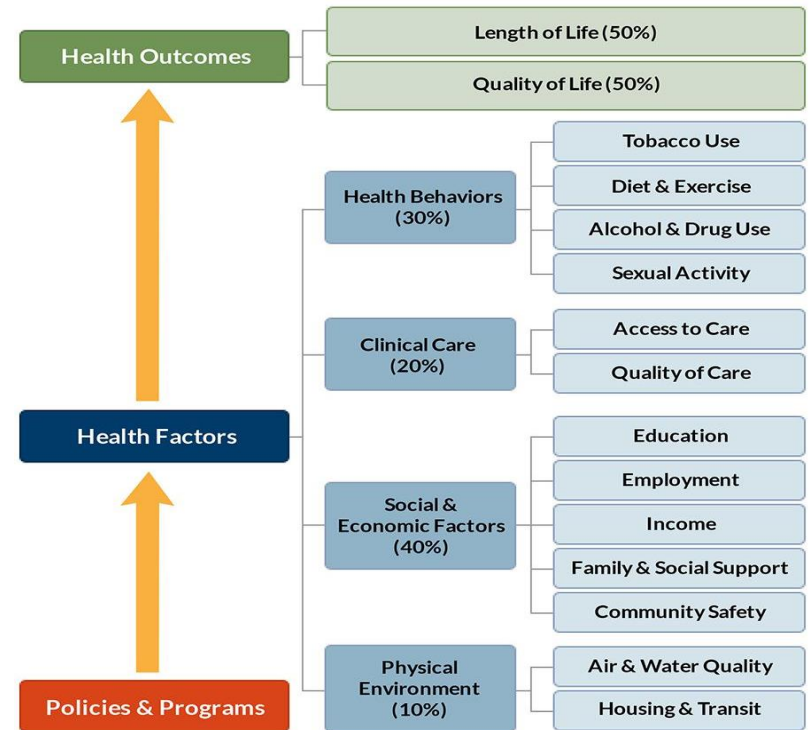 Health Outcomes
Length of Life (50%)
Quality of Life (50%)
Health Factors
Health Behaviors
(30%)
Tobacco Use
Diet & Exercise
Alcohol & Drug Use
Sexual Activity
Clinical Care
(20%)
Access to Care
Quality of Care
Social &
Economic Factors
(40%)
Education
Employment
Income
Family & Social Support
Community Safety
Physical
Environment
(10%)
Air & Water Quality
Housing & Transit
Policies & Programs